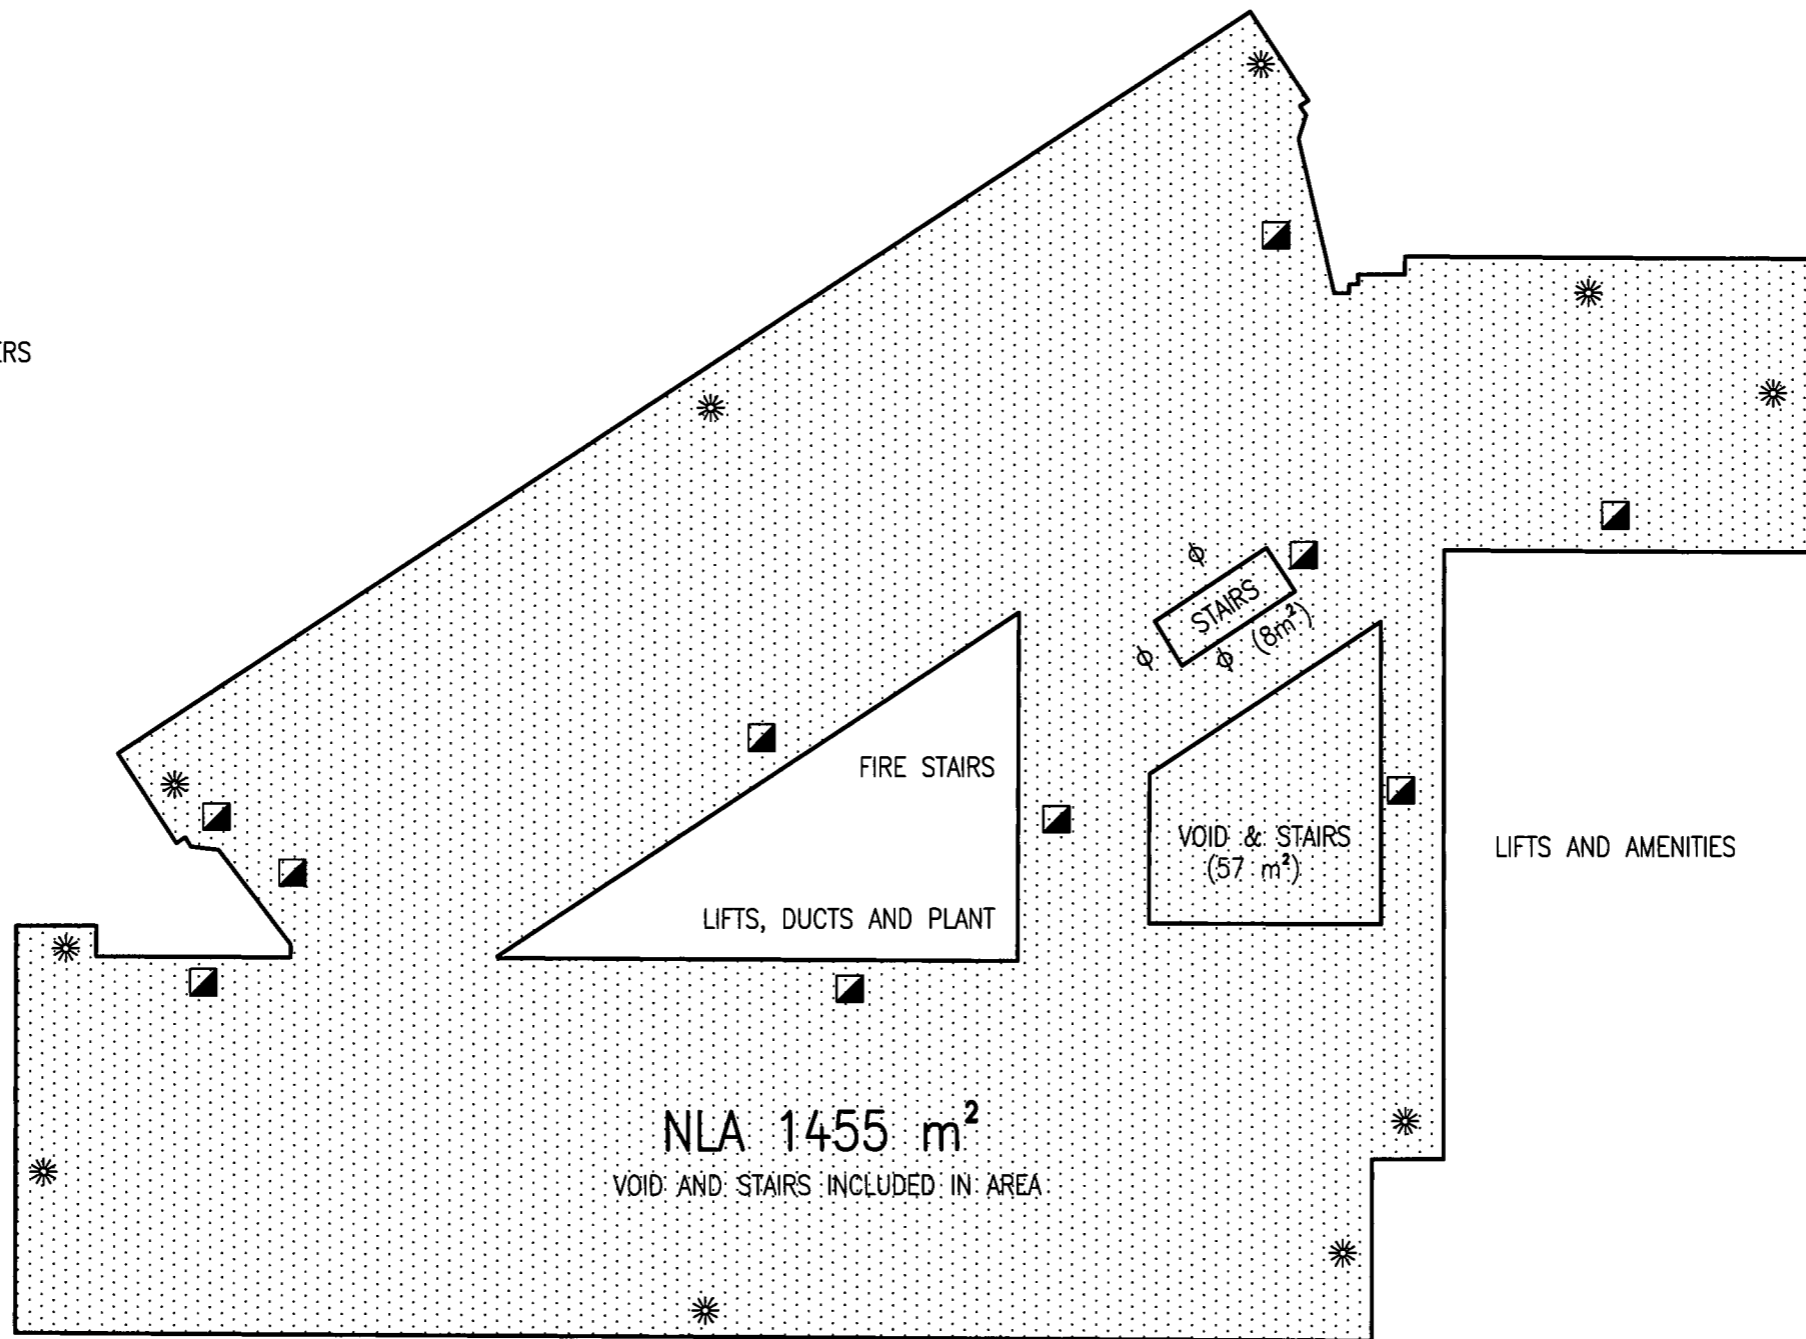 ERS
STAIRS
(8m²)
FIRE STAIRS
VOID & STAIRS
(57 m²)
LIFTS AND AMENITIES
LIFTS, DUCTS AND PLANT
NLA 1455 m²
VOID AND STAIRS INCLUDED IN AREA